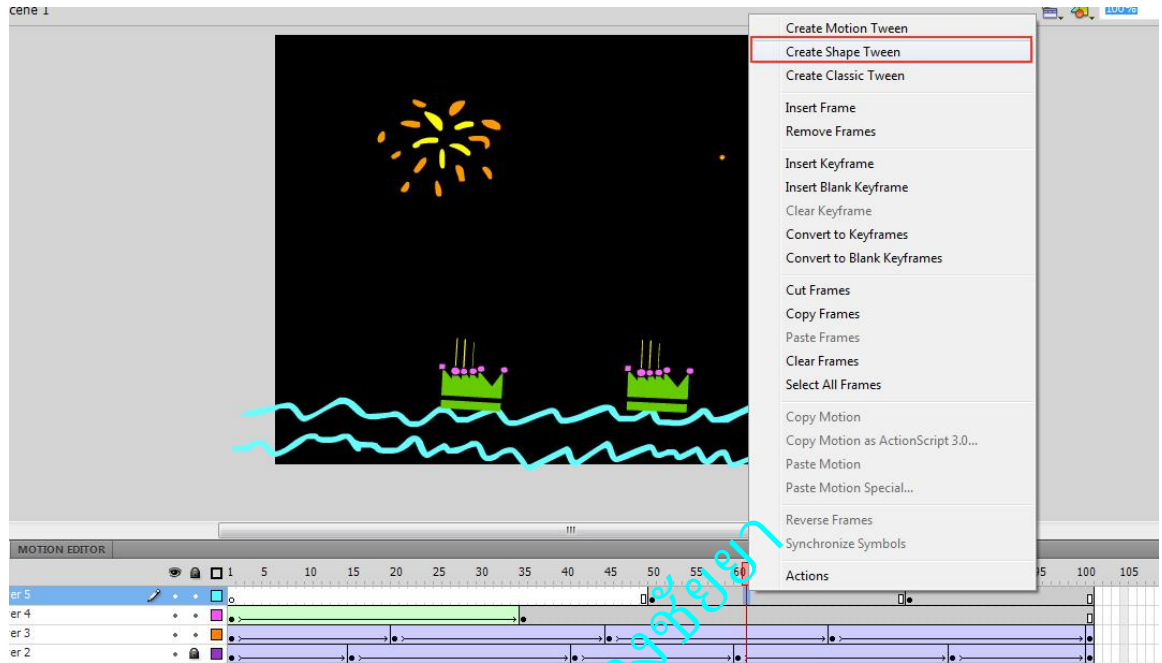 cene 1
100%
Create Motion Tween
Create Shape Tween
Create Classic Tween
Insert Frame
Remove Frames
Insert Keyframe
Insert Blank Keyframe
Clear Keyframe
Convert to Keyframes
Convert to Blank Keyframes
Cut Frames
Copy Frames
Paste Frames
Clear Frames
Select All Frames
Copy Motion
Copy Motion as ActionScript 3.0...
Paste Motion
Paste Motion Special...
Reverse Frames
Synchronize Symbols
Actions
MOTION EDITOR
1 5 10 15 20 25 30 35 40 45 50 55 60 95 100 105
er 5
er 4
er 3
er 2